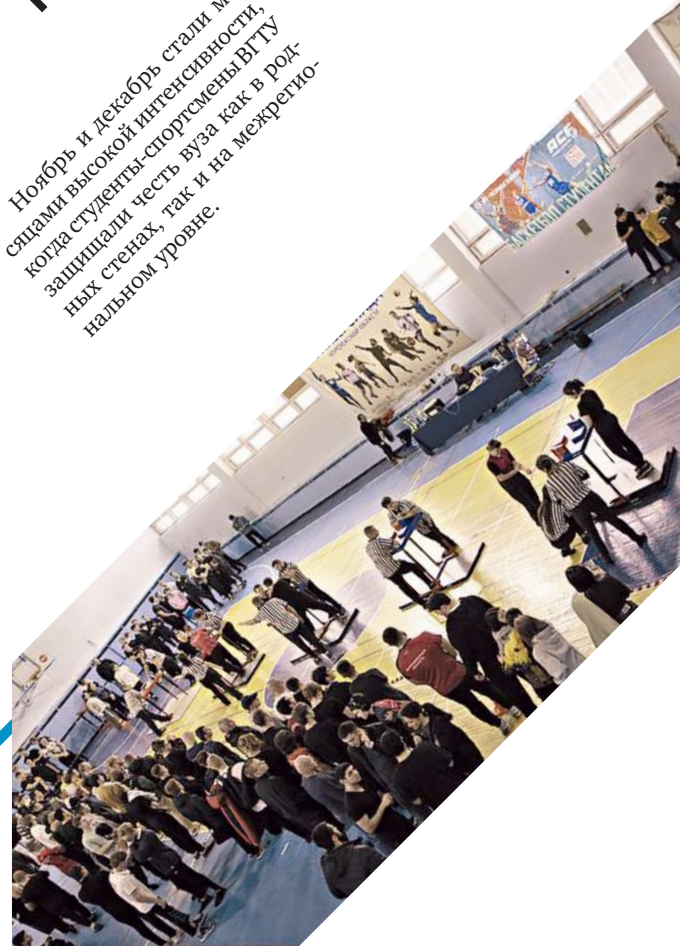 Ноябрь и декабрь стали м
сяцами высокой интенсивности,
когда студенты-спортсмены ВГТУ
защищали честь вуза как в род-
ных стенах, так и на межрегио-
нальном уровне.
АСБ